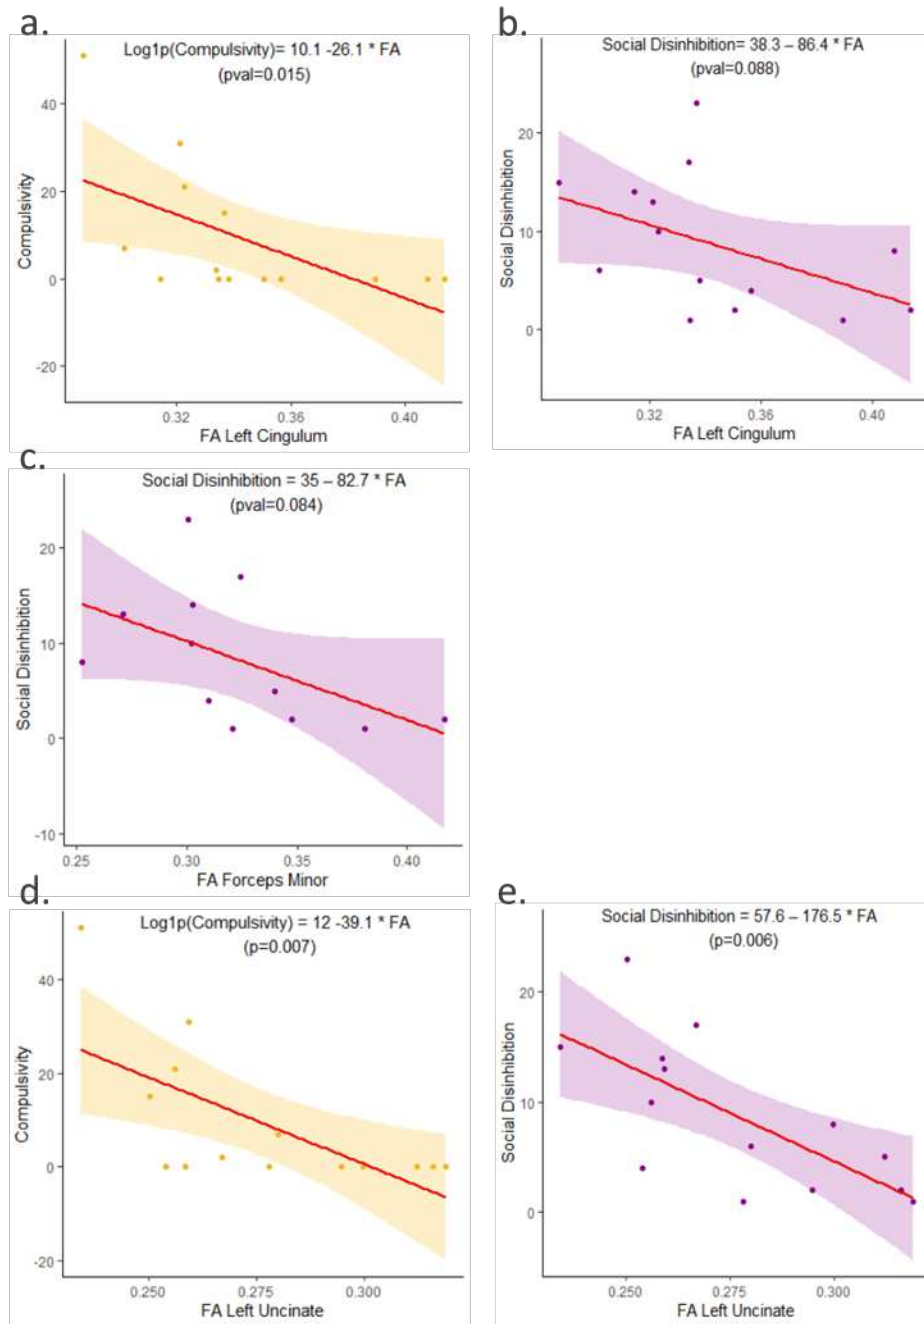 a.
Log1p(Compulsivity)= 10.1 -26.1 * FA
(pval=0.015)
Compulsivity
40
20
0
-20
0.32 0.36 0.40
FA Left Cingulum
b.
Social Disinhibition= 38.3 – 86.4 * FA
(pval=0.088)
Social Disinhibition
20
10
0
0.32 0.36 0.40
FA Left Cingulum
c.
Social Disinhibition = 35 – 82.7 * FA
(pval=0.084)
Social Disinhibition
20
10
0
-10
0.25 0.30 0.35 0.40
FA Forceps Minor
d.
Log1p(Compulsivity) = 12 -39.1 * FA
(p=0.007)
Compulsivity
40
20
0
-20
0.250 0.275 0.300
FA Left Uncinate
e.
Social Disinhibition = 57.6 – 176.5 * FA
(p=0.006)
Social Disinhibition
20
10
0
0.250 0.275 0.300
FA Left Uncinate